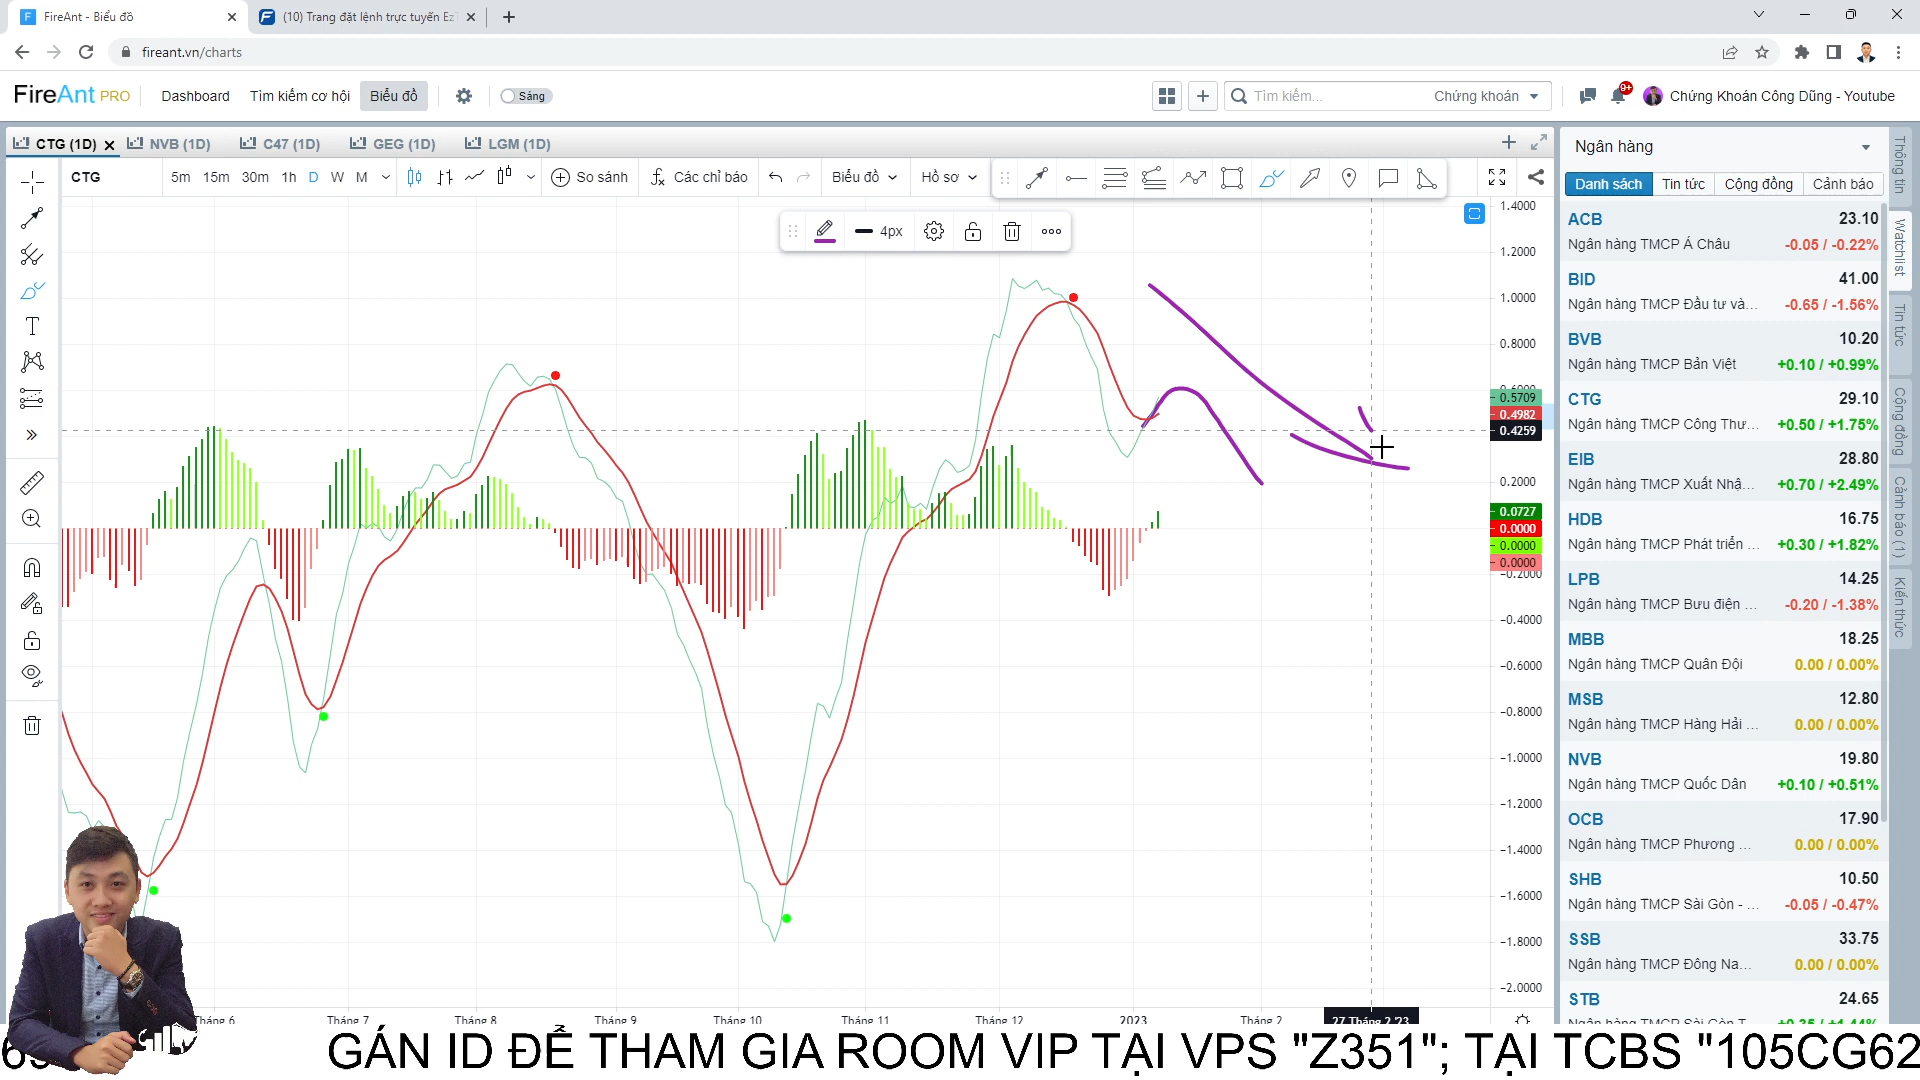 FireAnt - Biểu đồ
(10) Trang đặt lệnh trực tuyến Ez
fireant.vn/charts
FireAnt PRO
Dashboard
Tìm kiếm cơ hội
Biểu đồ
Sáng
Tìm kiếm...
Chứng khoán
9+
Chứng Khoán Công Dũng - Youtube
CTG (1D)
NVB (1D)
C47 (1D)
GEG (1D)
LGM (1D)
CTG
5m 15m 30m 1h D W M
So sánh
Các chỉ báo
Biểu đồ
Hồ sơ
4px
1.4000
1.2000
1.0000
0.8000
0.5709
0.4982
0.4259
0.2000
0.0727
0.0000
0.0000
0.0000
-0.2000
-0.4000
-0.6000
-0.8000
-1.0000
-1.2000
-1.4000
-1.6000
-1.8000
-2.0000
Tháng 6
Tháng 7
Tháng 8
Tháng 9
Tháng 10
Tháng 11
Tháng 12
2023
Tháng 2
27 Tháng 2 '23
Ngân hàng
Danh sách
Tin tức
Cộng đồng
Cảnh báo
ACB 23.10
Ngân hàng TMCP Á Châu -0.05 / -0.22%
BID 41.00
Ngân hàng TMCP Đầu tư và... -0.65 / -1.56%
BVB 10.20
Ngân hàng TMCP Bản Việt +0.10 / +0.99%
CTG 29.10
Ngân hàng TMCP Công Thư... +0.50 / +1.75%
EIB 28.80
Ngân hàng TMCP Xuất Nhậ... +0.70 / +2.49%
HDB 16.75
Ngân hàng TMCP Phát triển ... +0.30 / +1.82%
LPB 14.25
Ngân hàng TMCP Bưu điện ... -0.20 / -1.38%
MBB 18.25
Ngân hàng TMCP Quân Đội 0.00 / 0.00%
MSB 12.80
Ngân hàng TMCP Hàng Hải ... 0.00 / 0.00%
NVB 19.80
Ngân hàng TMCP Quốc Dân +0.10 / +0.51%
OCB 17.90
Ngân hàng TMCP Phương ... 0.00 / 0.00%
SHB 10.50
Ngân hàng TMCP Sài Gòn - ... -0.05 / -0.47%
SSB 33.75
Ngân hàng TMCP Đông Na... 0.00 / 0.00%
STB 24.65
Thông tin
Watchlist
Tin tức
Cộng đồng
Cảnh báo (1)
Kiến thức
GẮN ID ĐỂ THAM GIA ROOM VIP TẠI VPS "Z351"; TẠI TCBS "105CG62